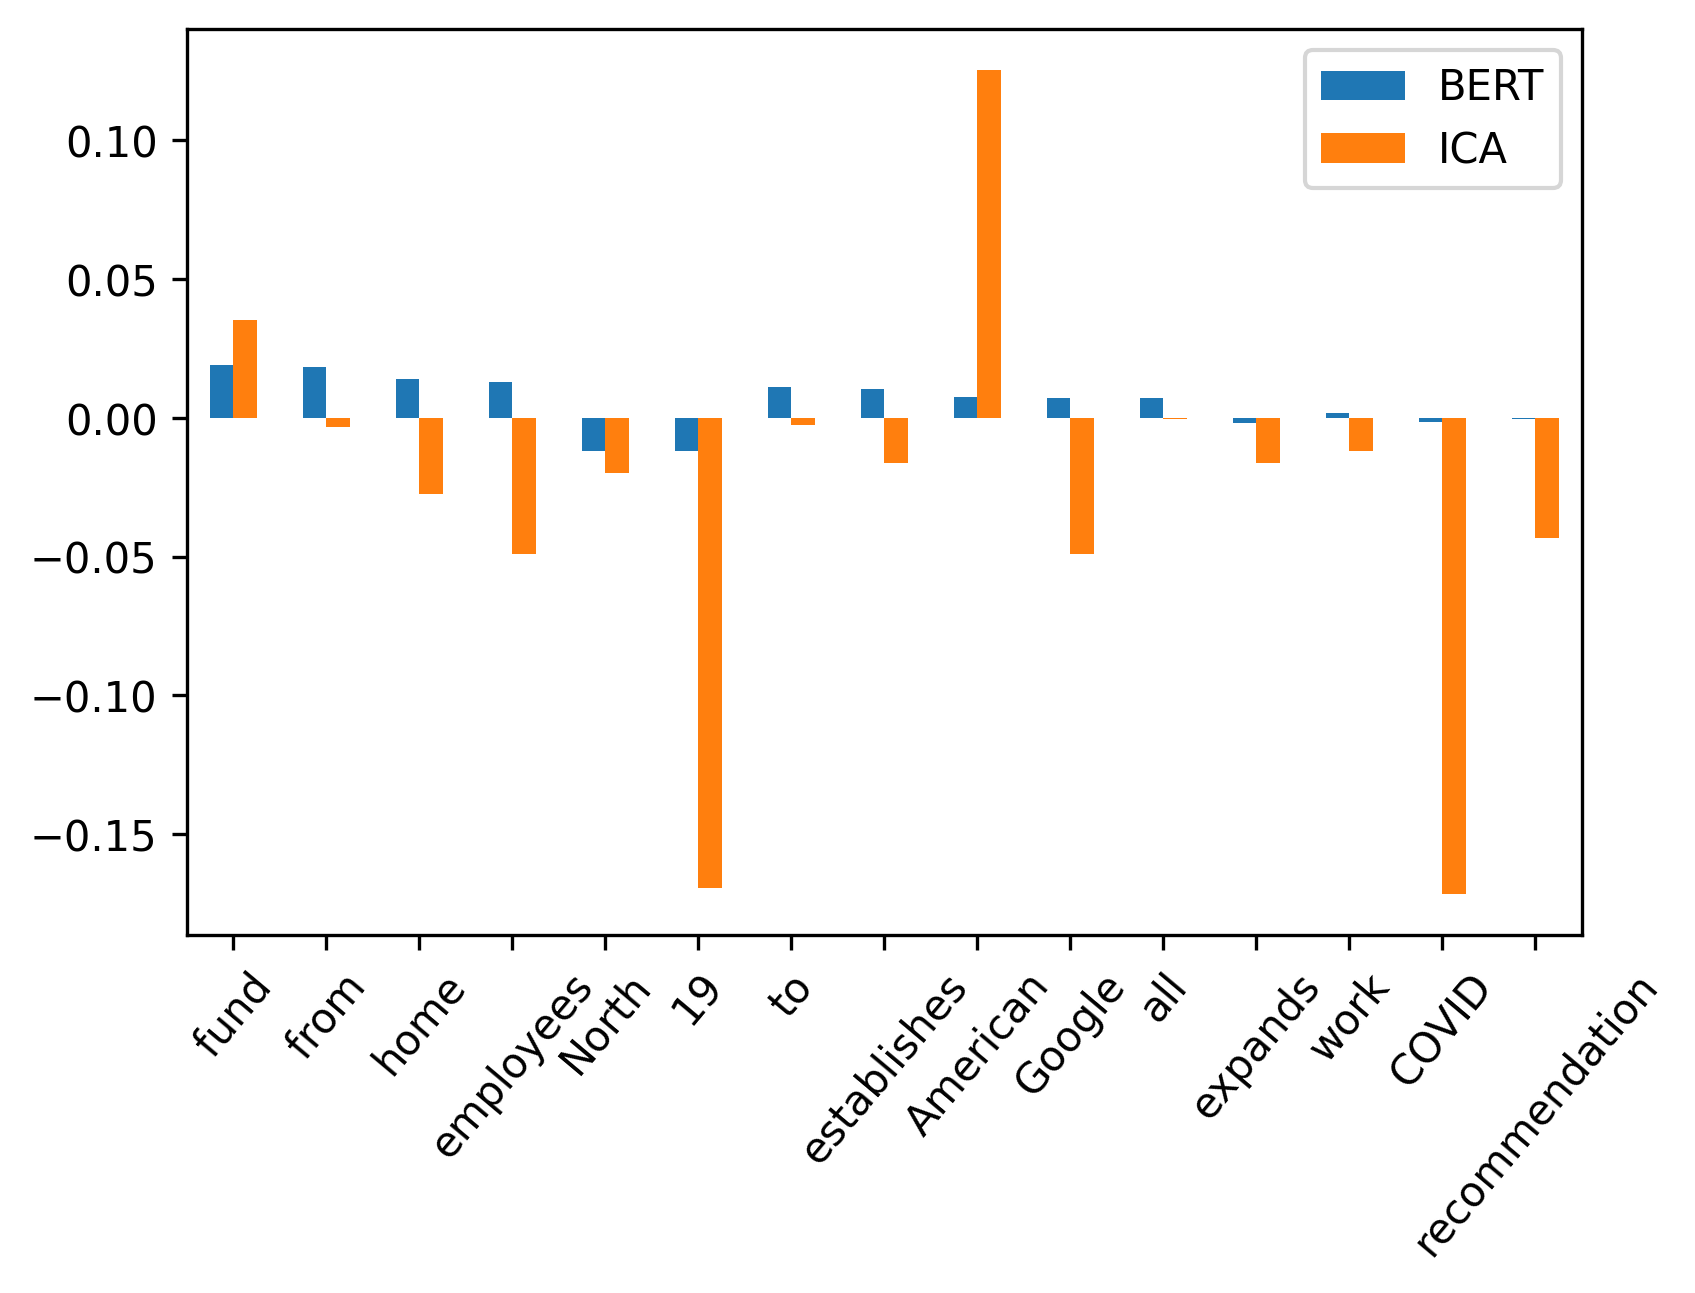 BERT
ICA
0.10
0.05
0.00
−0.05
−0.10
−0.15
fund
from
home
employees
North
19
to
establishes
American
Google
all
expands
work
COVID
recommendation